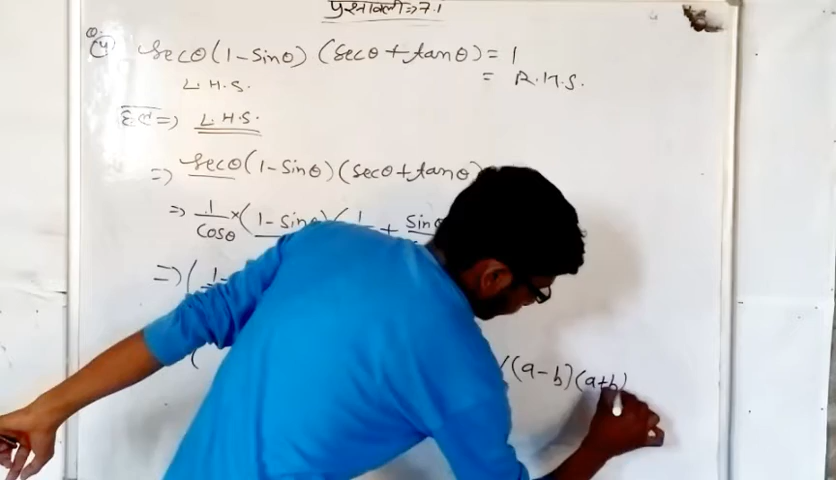 प्रश्नावली => 7.1
Q. (4) secθ(1-sinθ) (secθ+tanθ) = 1
L.H.S. = R.H.S.
हल => L.H.S.
=> secθ(1-sinθ)(secθ+tanθ)
=> 1/cosθ × (1-sinθ)(1 + sinθ
=> ( 1-
(
(a-b)(a+b)